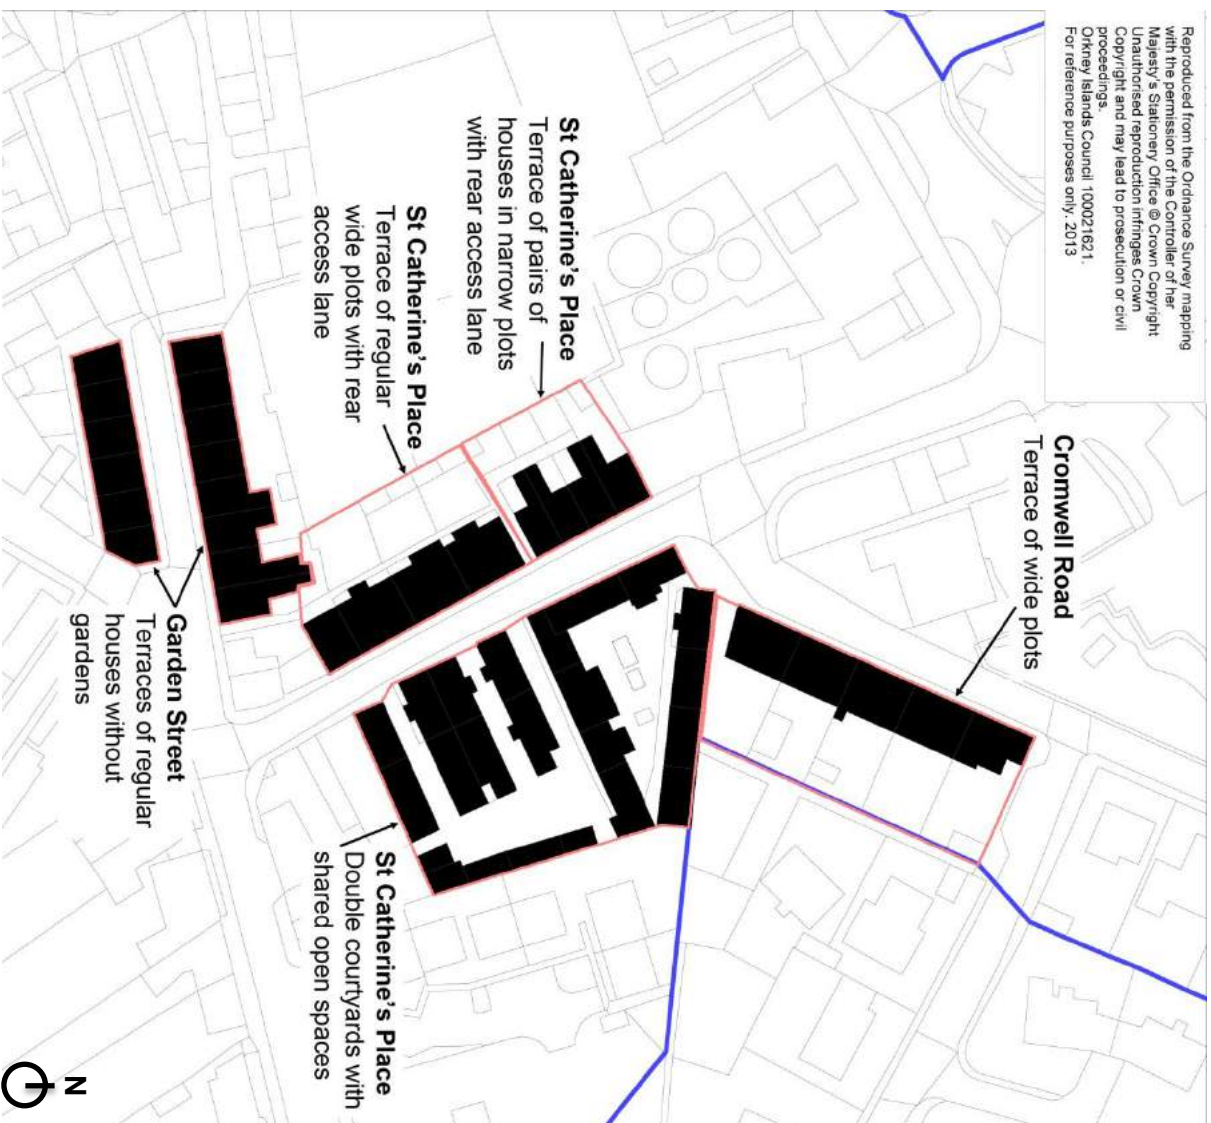 Reproduced from the Ordnance Survey mapping
with the permission of the Controller of her
Majesty's Stationery Office © Crown Copyright
Unauthorised reproduction infringes Crown
Copyright and may lead to prosecution or civil
proceedings.
Orkney Islands Council 100021621.
For reference purposes only. 2013
Cromwell Road
Terrace of wide plots
St Catherine's Place
Terrace of pairs of
houses in narrow plots
with rear access lane
St Catherine's Place
Terrace of regular
wide plots with rear
access lane
St Catherine's Place
Double courtyards with
shared open spaces
Garden Street
Terraces of regular
houses without
gardens
N